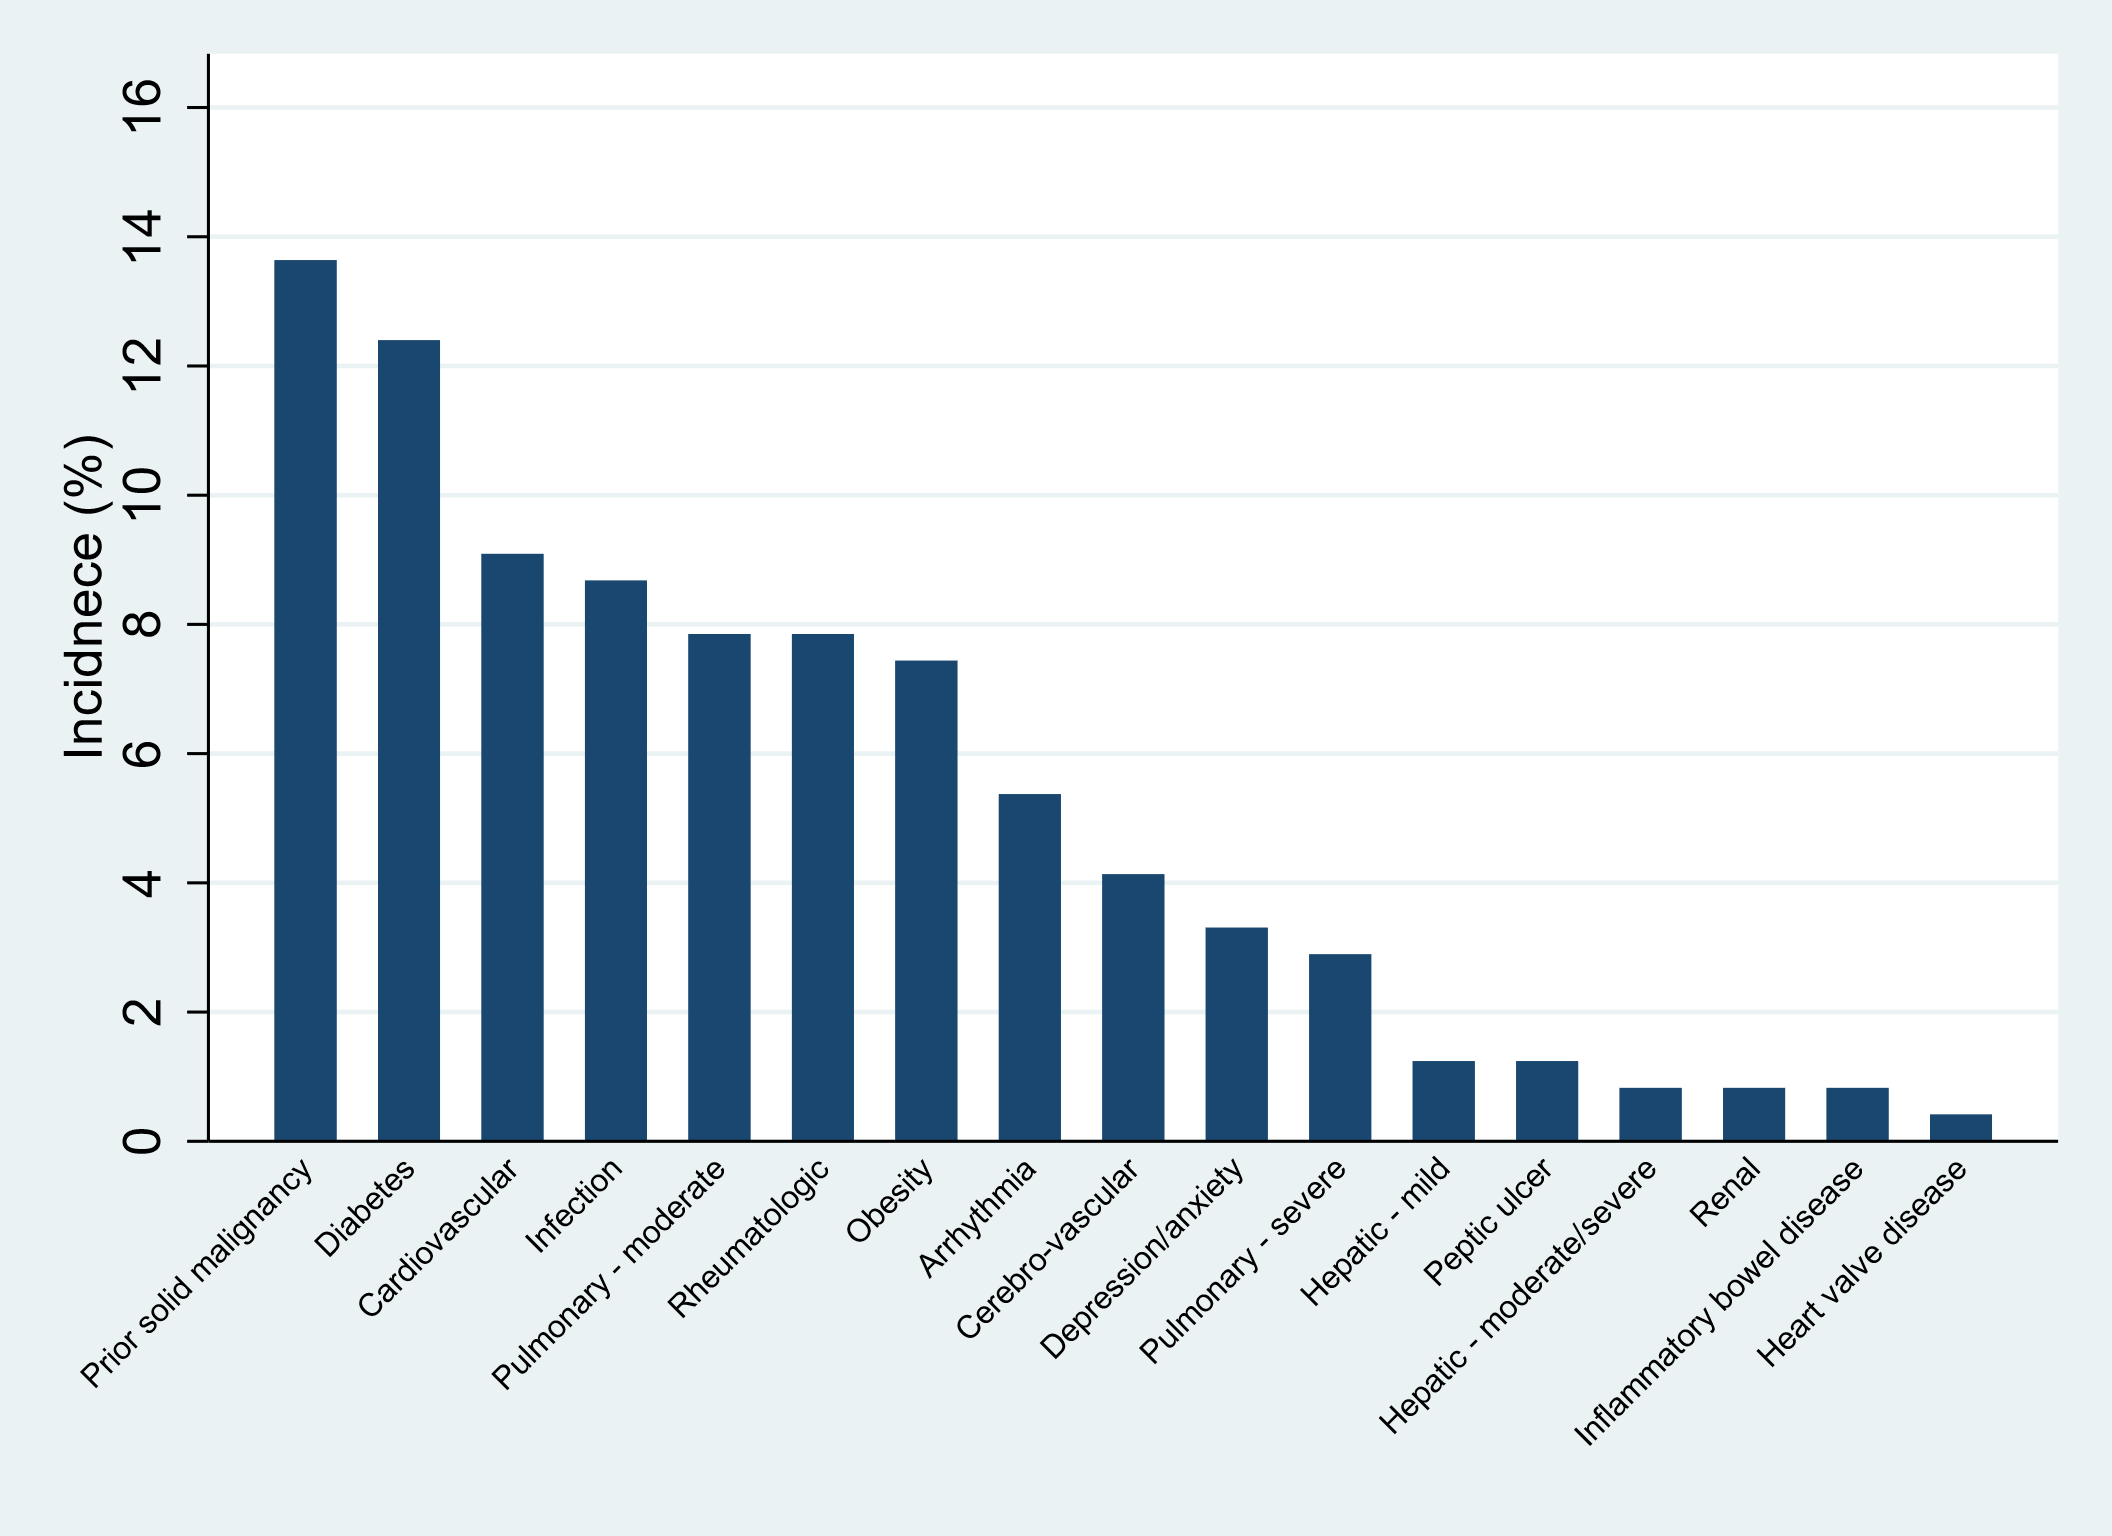 Incidnece (%)
16
14
12
10
8
6
4
2
0
Prior solid malignancy
Diabetes
Cardiovascular
Infection
Pulmonary - moderate
Rheumatologic
Obesity
Arrhythmia
Cerebro-vascular
Depression/anxiety
Pulmonary - severe
Hepatic - mild
Peptic ulcer
Hepatic - moderate/severe
Renal
Inflammatory bowel disease
Heart valve disease